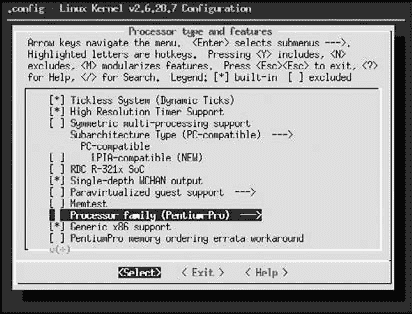 .config - Linux Kernel v2.6.28.7 Configuration
Processor type and features
Arrow keys navigate the menu. <Enter> selects submenus --->.
Highlighted letters are hotkeys. Pressing <Y> includes, <N>
excludes, <M> modularizes features. Press <Esc><Esc> to exit, <?>
for Help, </> for Search. Legend: [*] built-in [ ] excluded
[*] Tickless System (Dynamic Ticks)
[*] High Resolution Timer Support
[ ] Symmetric multi-processing support
Subarchitecture Type (PC-compatible) --->
PC-compatible
[ ] LPIA-compatible (NEW)
[ ] RDC R-321x SoC
[*] Single-depth WCHAN output
[ ] Paravirtualized guest support --->
[ ] Memtest
Processor family (Pentium-Pro) --->
[*] Generic x86 support
[ ] PentiumPro memory ordering errata workaround
v(+)
<Select> < Exit > < Help >